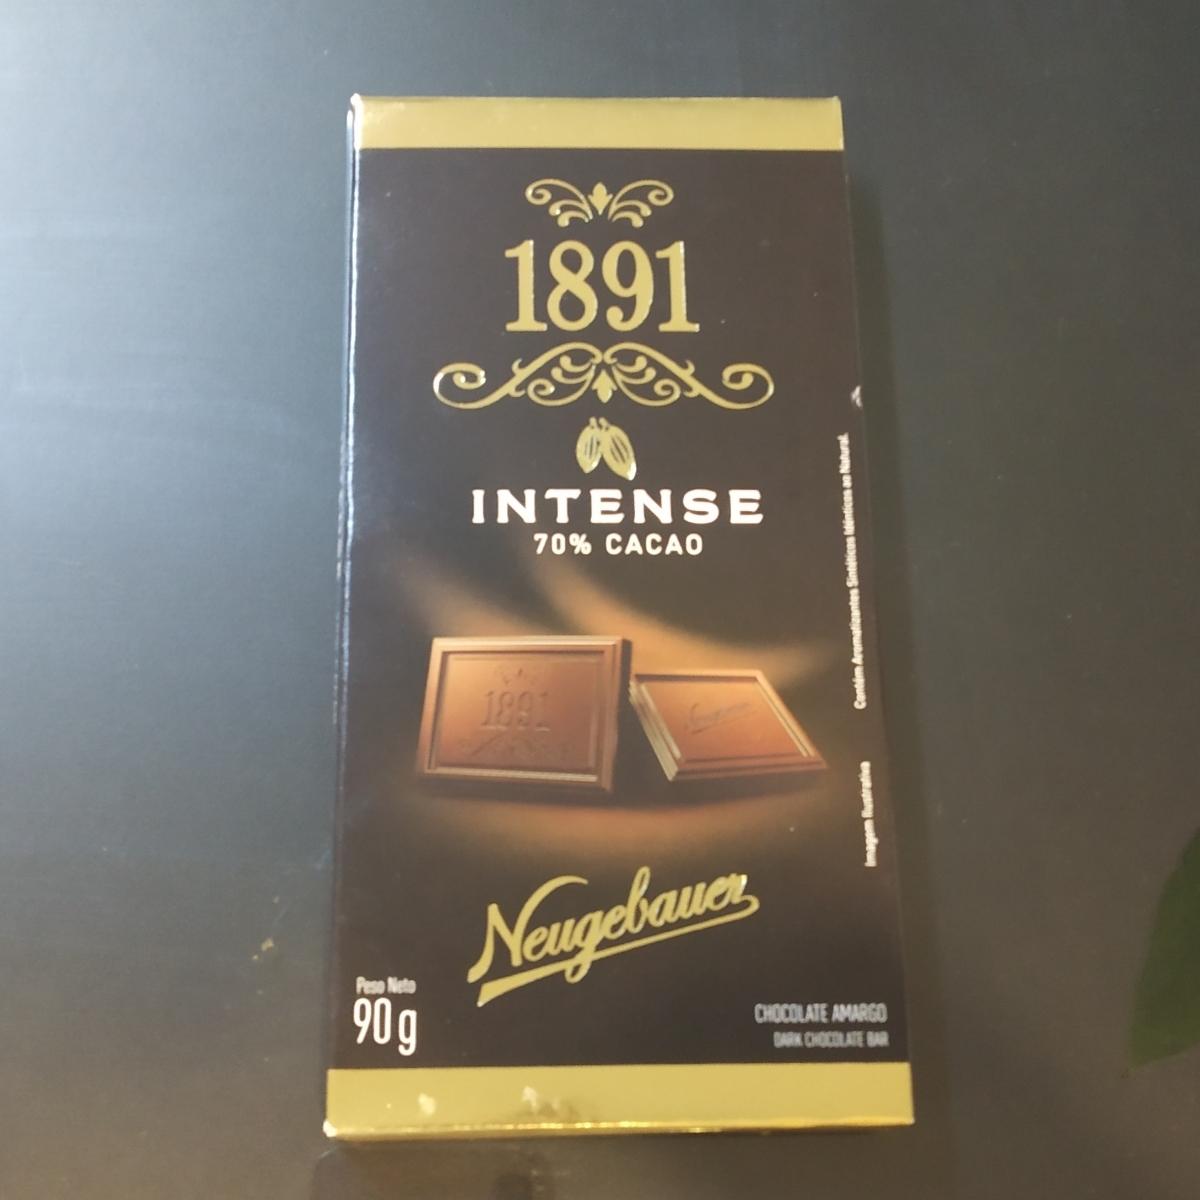 1891
INTENSE
70% CACAO
1891
Neugebauer
Neugebauer
Peso Neto
90 g
CHOCOLATE AMARGO
DARK CHOCOLATE BAR
Contém Aromatizantes Sintéticos Idênticos ao Natural.
Imagem Ilustrativa